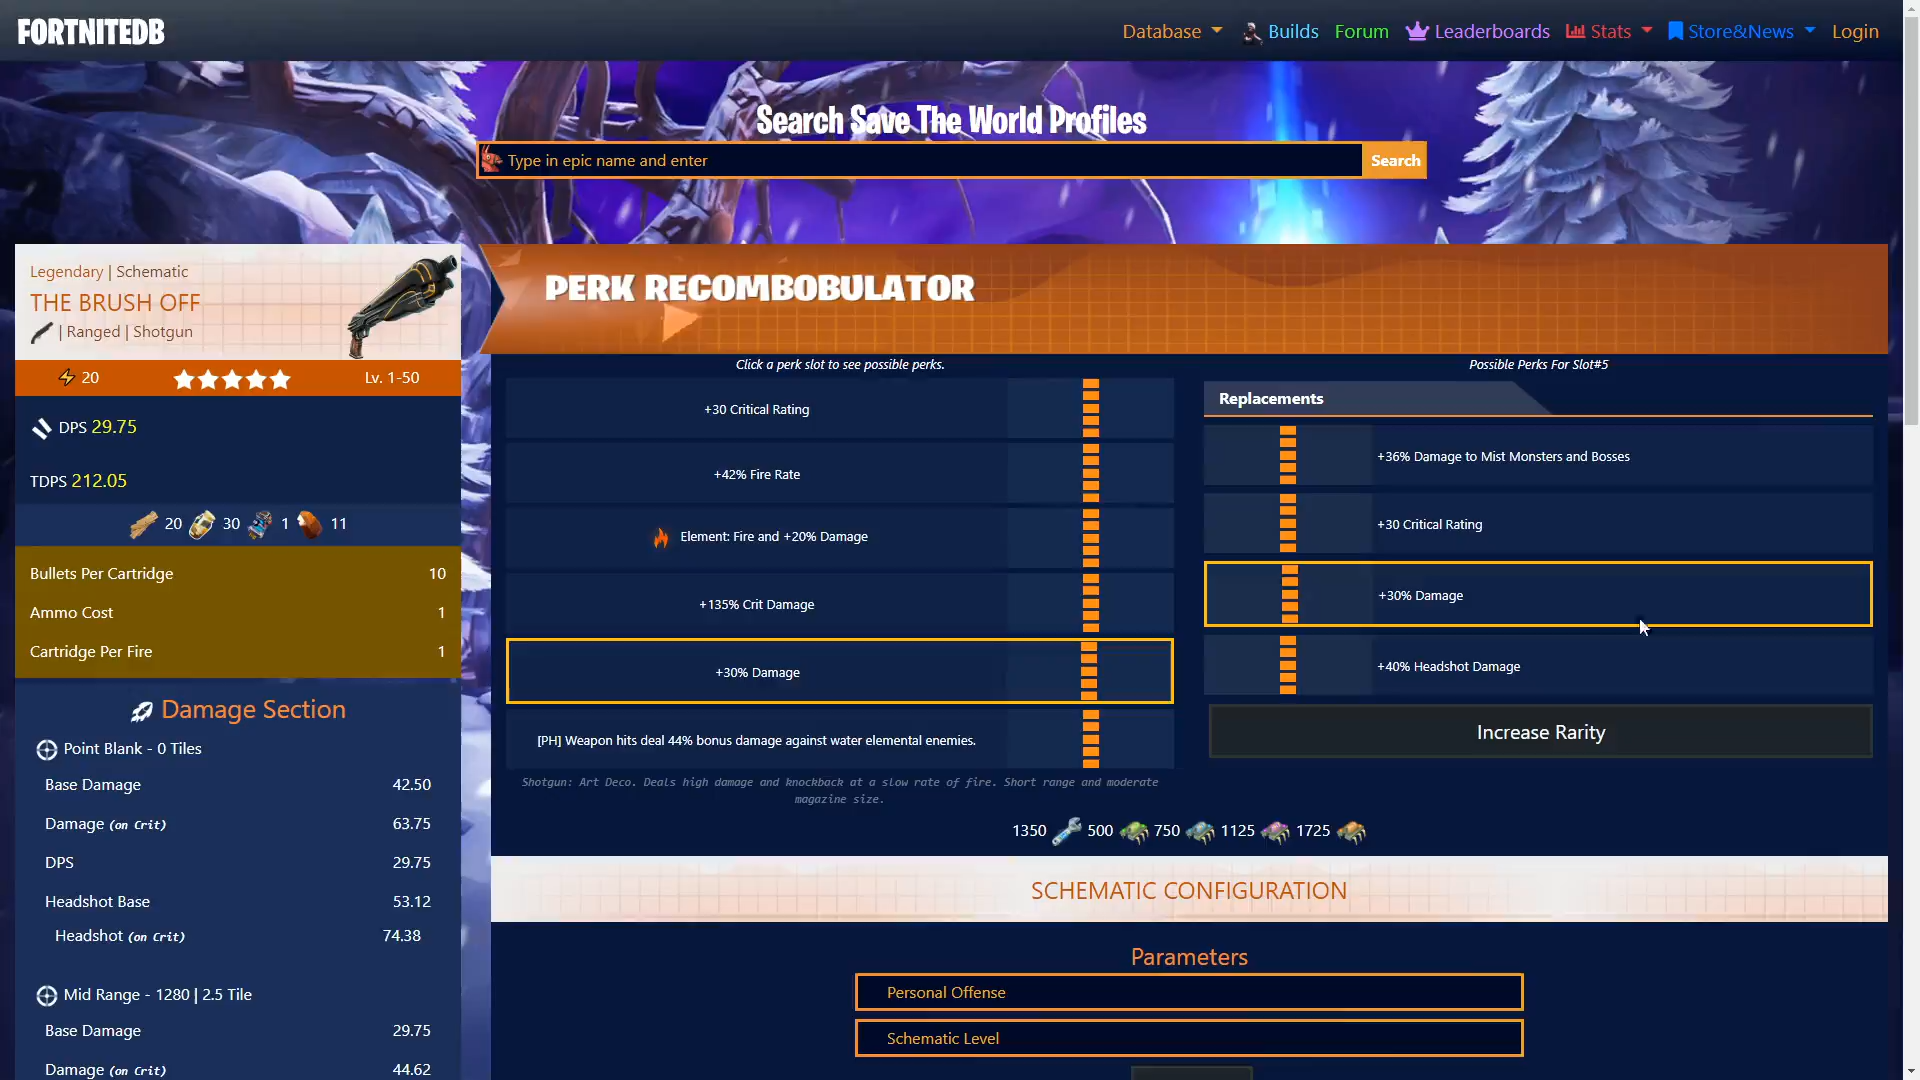 FORTNITEDB
Database
Builds
Forum
Leaderboards
Stats
Store&News
Login
Search Save The World Profiles
Type in epic name and enter
Search
Legendary | Schematic
THE BRUSH OFF
| Ranged | Shotgun
20
Lv. 1-50
DPS 29.75
TDPS 212.05
20 30 1 11
Bullets Per Cartridge 10
Ammo Cost 1
Cartridge Per Fire 1
Damage Section
Point Blank - 0 Tiles
Base Damage 42.50
Damage (on Crit) 63.75
DPS 29.75
Headshot Base 53.12
Headshot (on Crit) 74.38
Mid Range - 1280 | 2.5 Tile
Base Damage 29.75
Damage (on Crit) 44.62
PERK RECOMBOBULATOR
Click a perk slot to see possible perks.
+30 Critical Rating
+42% Fire Rate
Element: Fire and +20% Damage
+135% Crit Damage
+30% Damage
[PH] Weapon hits deal 44% bonus damage against water elemental enemies.
Shotgun: Art Deco. Deals high damage and knockback at a slow rate of fire. Short range and moderate
magazine size.
Possible Perks For Slot#5
Replacements
+36% Damage to Mist Monsters and Bosses
+30 Critical Rating
+30% Damage
+40% Headshot Damage
Increase Rarity
1350 500 750 1125 1725
SCHEMATIC CONFIGURATION
Parameters
Personal Offense
Schematic Level